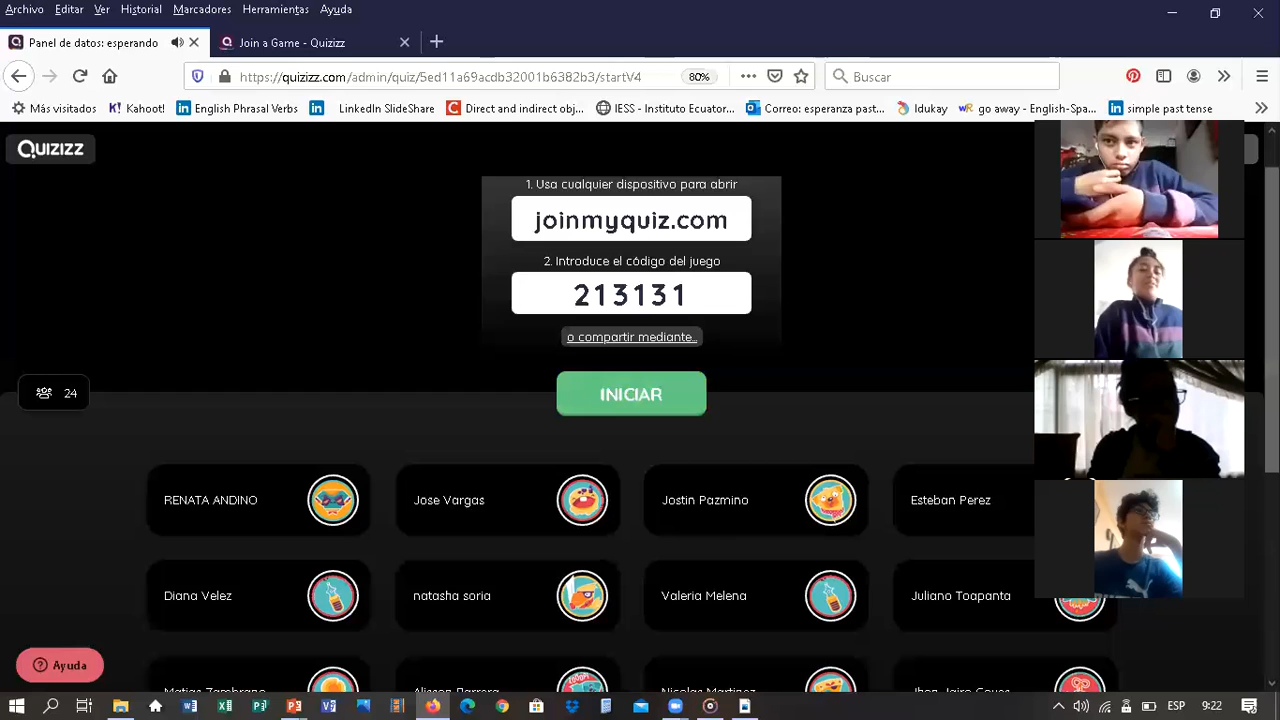 Archivo Editar Ver Historial Marcadores Herramientas Ayuda
Panel de datos: esperando
Join a Game - Quizizz
https://quizizz.com/admin/quiz/5ed11a69acdb32001b6382b3/startV4
80%
Buscar
Más visitados
Kahoot!
English Phrasal Verbs
LinkedIn SlideShare
Direct and indirect obj...
IESS - Instituto Ecuator...
Correo: esperanza past...
Idukay
go away - English-Spa...
simple past tense
Quizizz
1. Usa cualquier dispositivo para abrir
joinmyquiz.com
2. Introduce el código del juego
213131
o compartir mediante...
24
INICIAR
RENATA ANDINO
Jose Vargas
Jostin Pazmino
Esteban Perez
Diana Velez
natasha soria
Valeria Melena
Juliano Toapanta
Ayuda
ESP
9:22